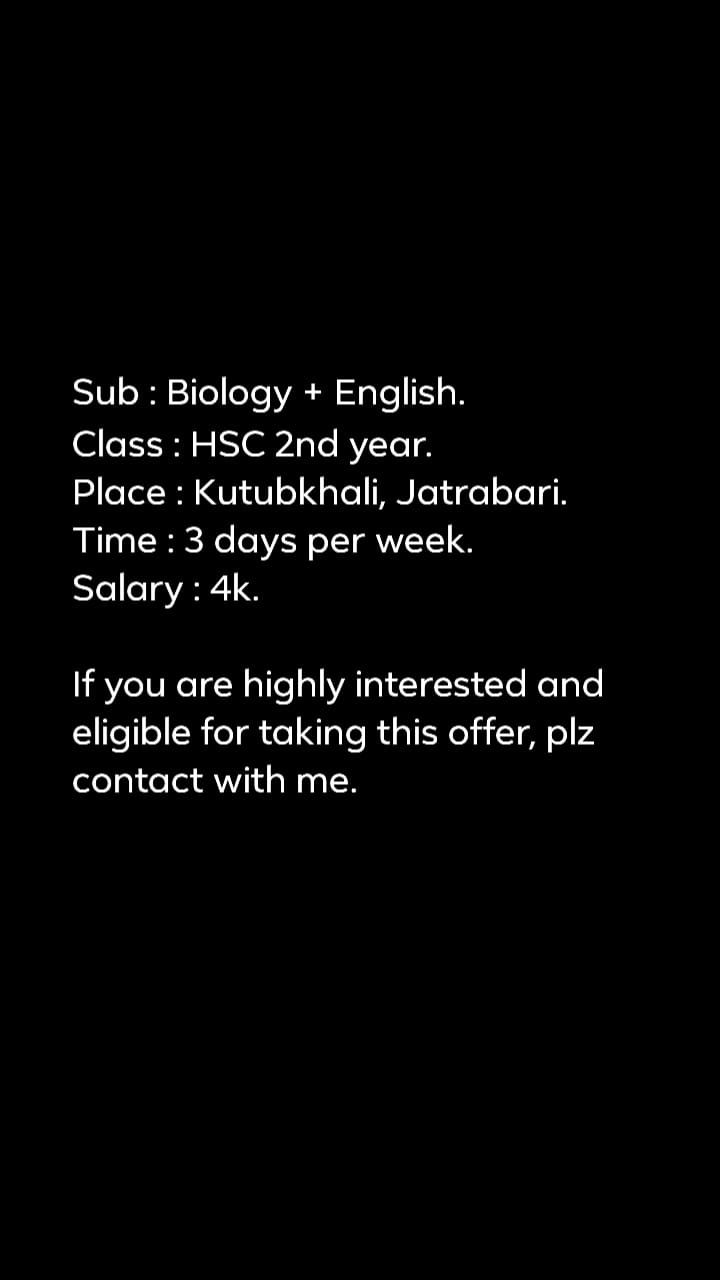 Sub : Biology + English.
Class : HSC 2nd year.
Place : Kutubkhali, Jatrabari.
Time : 3 days per week.
Salary : 4k.
If you are highly interested and
eligible for taking this offer, plz
contact with me.